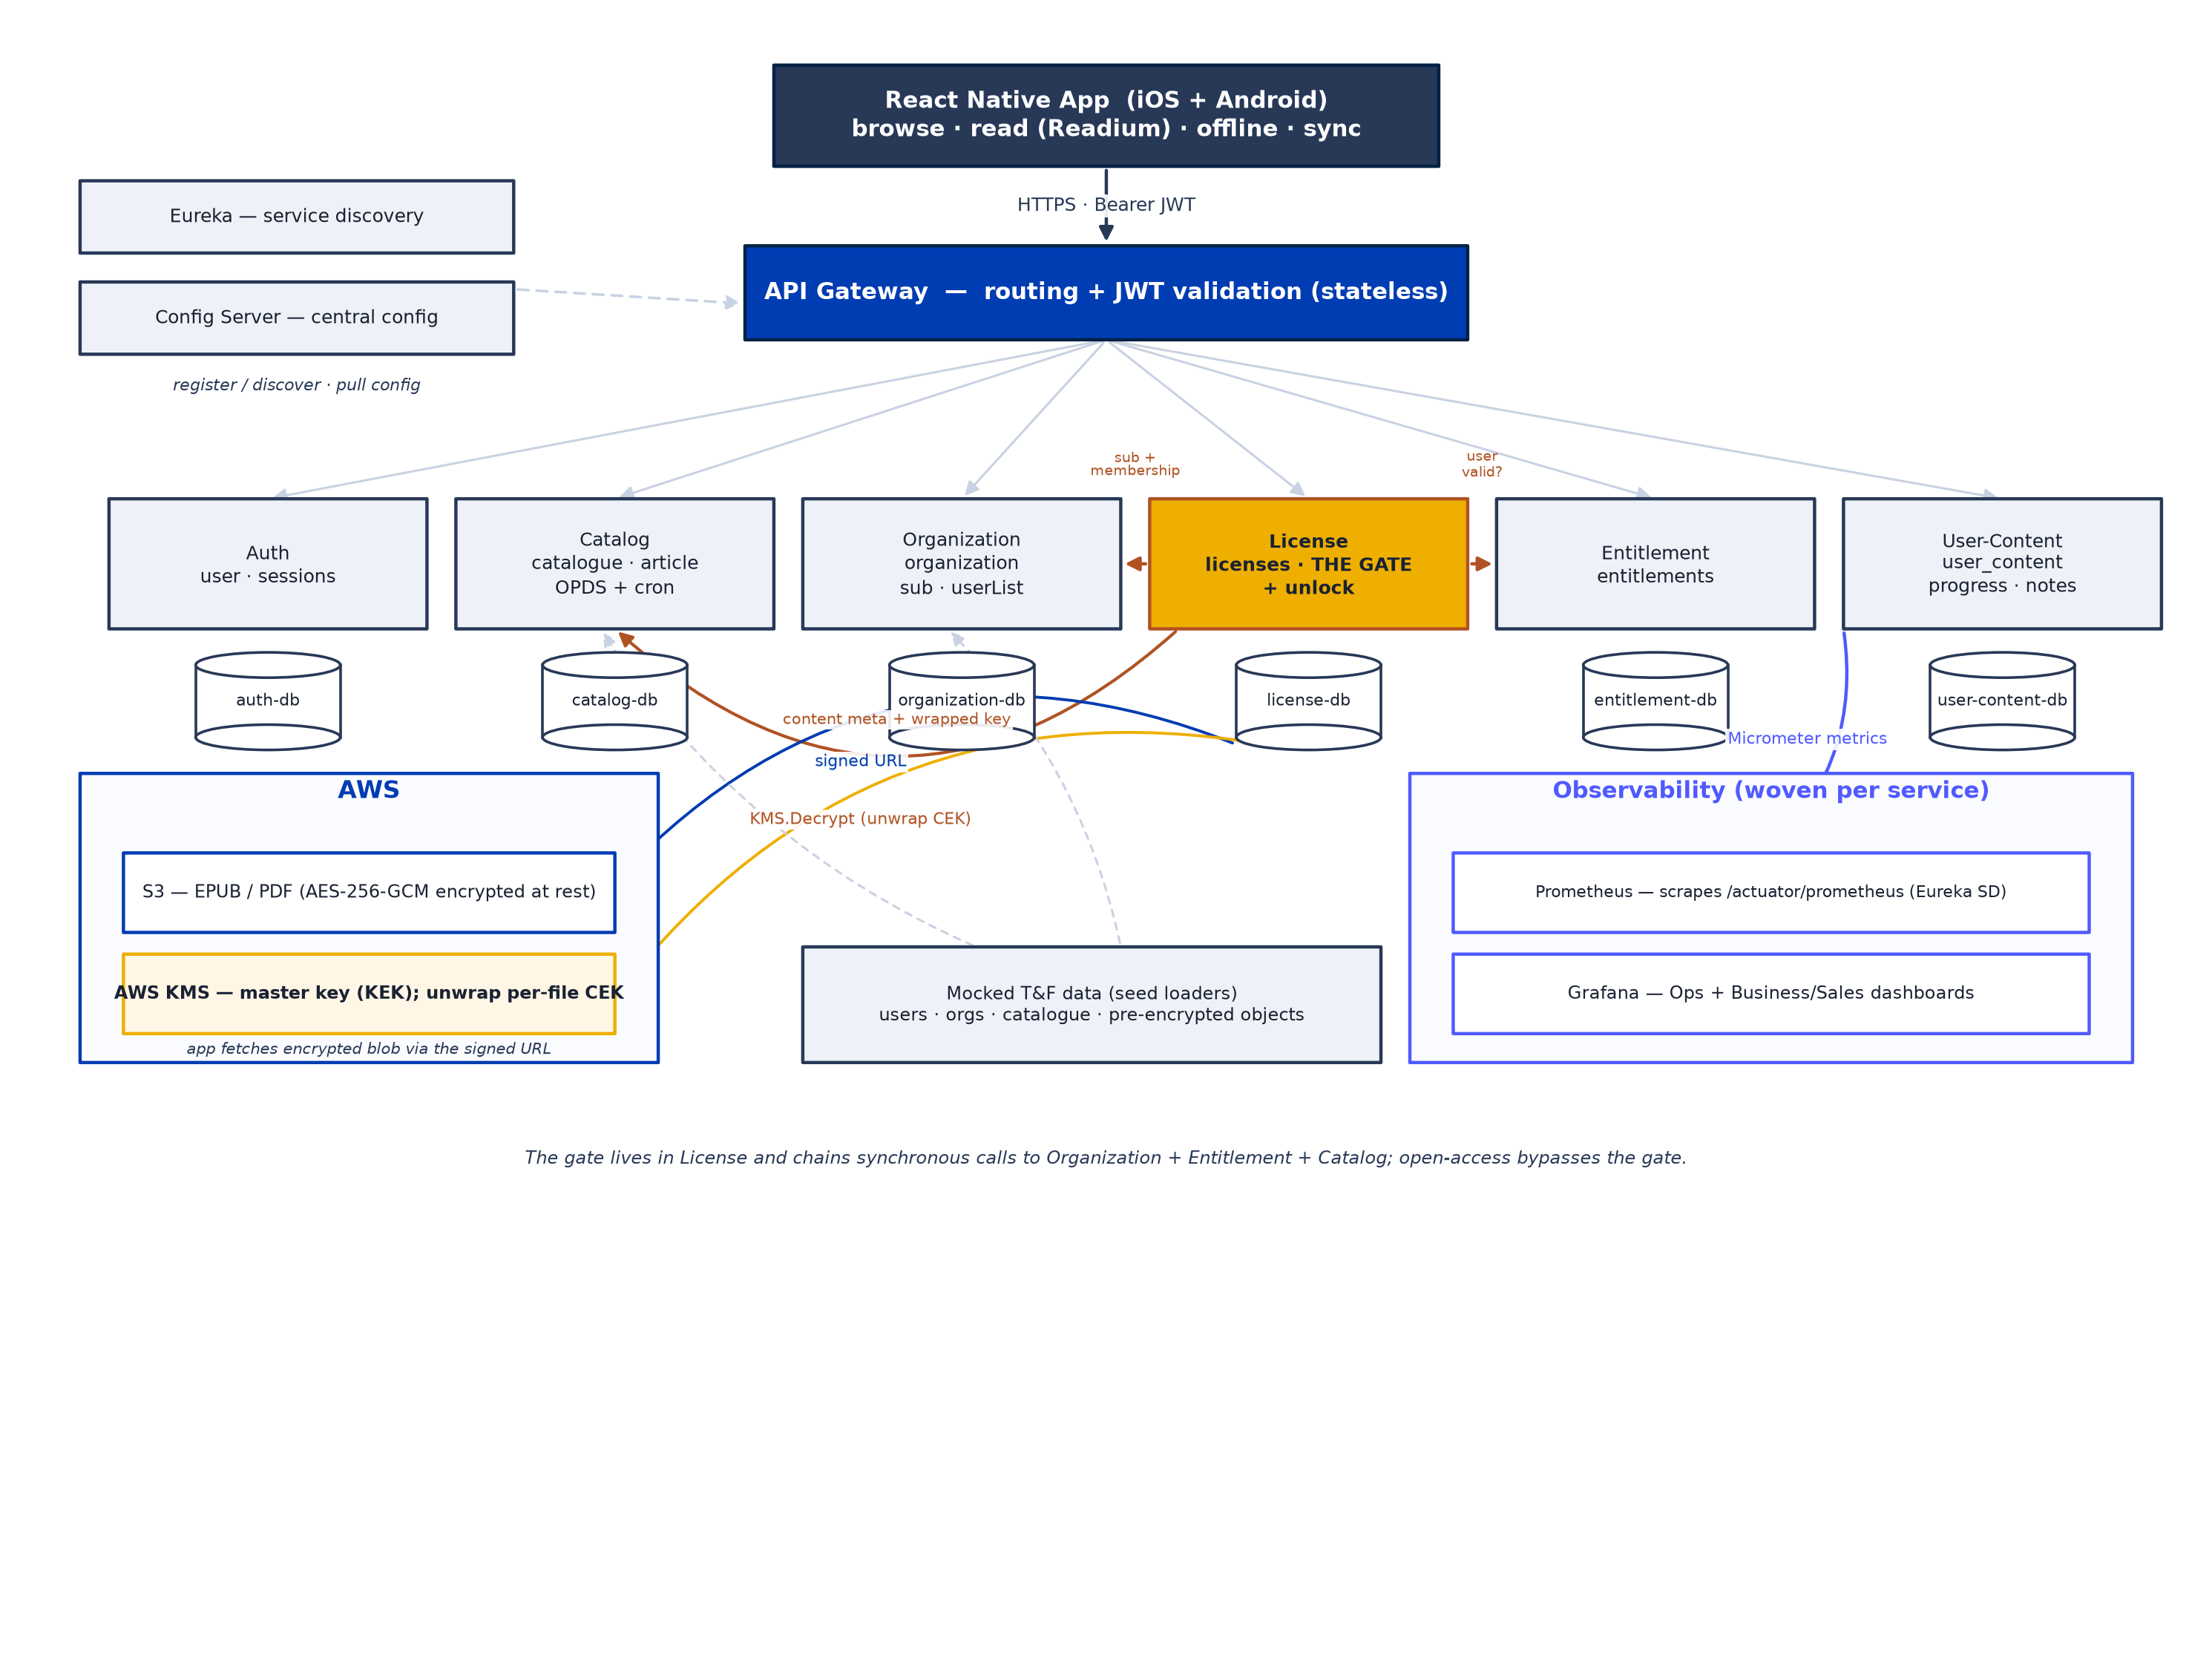 React Native App (iOS + Android)
browse · read (Readium) · offline · sync
HTTPS · Bearer JWT
Eureka — service discovery
Config Server — central config
register / discover · pull config
API Gateway — routing + JWT validation (stateless)
sub +
membership
user
valid?
Auth
user · sessions
Catalog
catalogue · article
OPDS + cron
Organization
organization
sub · userList
License
licenses · THE GATE
+ unlock
Entitlement
entitlements
User-Content
user_content
progress · notes
auth-db
catalog-db
organization-db
license-db
entitlement-db
user-content-db
content meta + wrapped key
signed URL
KMS.Decrypt (unwrap CEK)
Micrometer metrics
AWS
S3 — EPUB / PDF (AES-256-GCM encrypted at rest)
AWS KMS — master key (KEK); unwrap per-file CEK
app fetches encrypted blob via the signed URL
Mocked T&F data (seed loaders)
users · orgs · catalogue · pre-encrypted objects
Observability (woven per service)
Prometheus — scrapes /actuator/prometheus (Eureka SD)
Grafana — Ops + Business/Sales dashboards
The gate lives in License and chains synchronous calls to Organization + Entitlement + Catalog; open-access bypasses the gate.